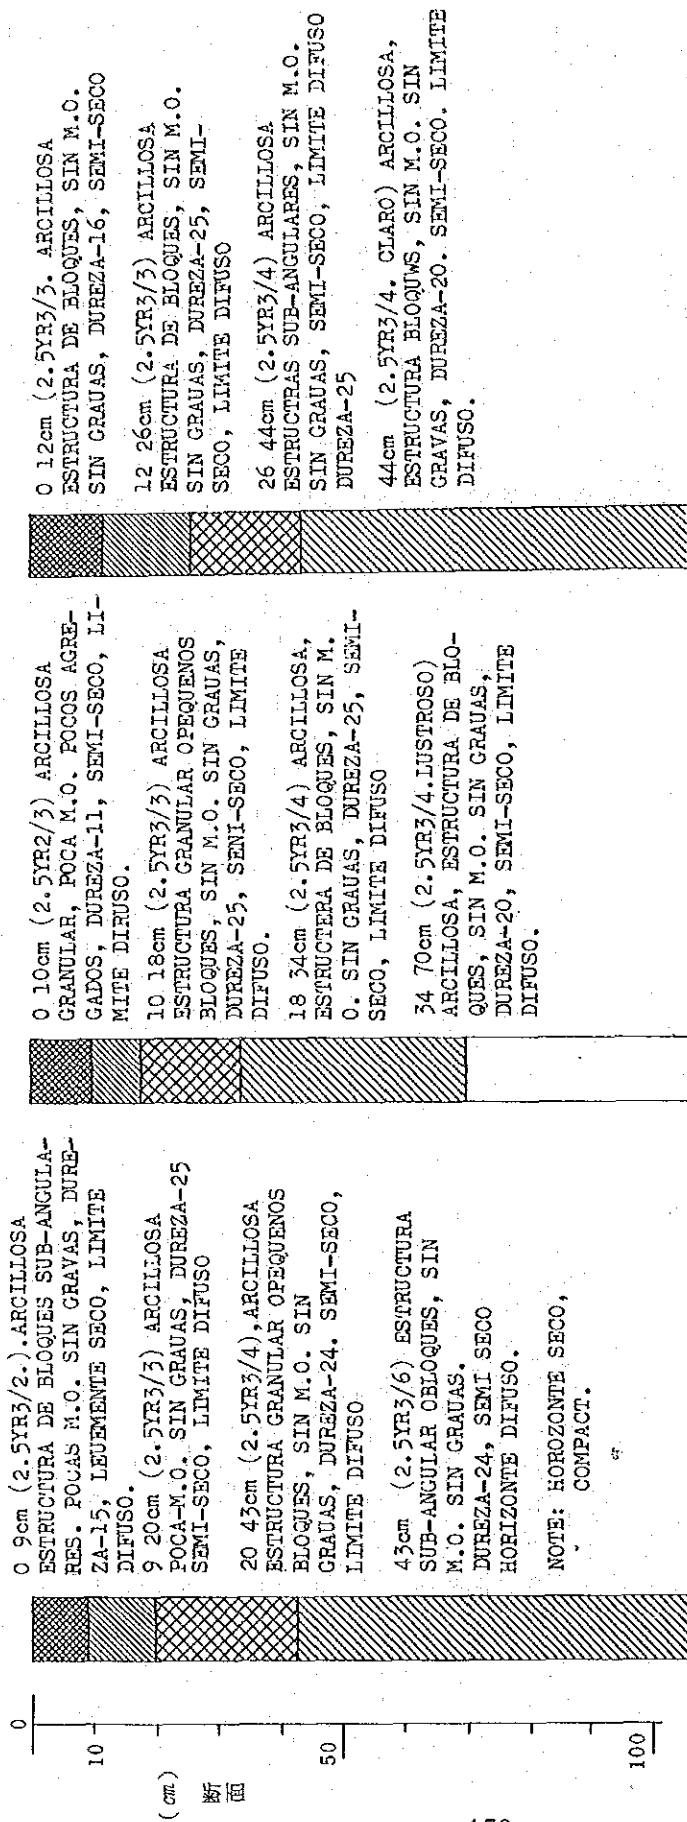 0
10
50
100
(cm)
断
面
0 9cm (2.5YR3/2.).ARCILLOSA
ESTRUCTURA DE BLOQUES SUB-ANGULA-
RES. POCAS M.O. SIN GRAVAS, DURE-
ZA-15, LEUEMENTE SECO, LIMITE
DIFUSO.
9 20cm (2.5YR3/3) ARCILLOSA
POCA-M.O. SIN GRAUAS, DUREZA-25
SEMI-SECO, LIMITE DIFUSO
20 43cm (2.5YR3/4),ARCILLOSA
ESTRUCTURA GRANULAR OPEQUENOS
BLOQUES, SIN M.O. SIN
GRAUAS, DUREZA-24. SEMI-SECO,
LIMITE DIFUSO
43cm (2.5YR3/6) ESTRUCTURA
SUB-ANGULAR OBLOQUES, SIN
M.O. SIN GRAUAS.
DUREZA-24, SEMI SECO
HORIZONTE DIFUSO.
NOTE: HOROZONTE SECO,
COMPACT.
0 10cm (2.5YR2/3) ARCILLOSA
GRANULAR, POCA M.O. POCOS AGRE-
GADOS, DUREZA-11, SEMI-SECO, LI-
MITE DIFUSO.
10 18cm (2.5YR3/3) ARCILLOSA
ESTRUCTURA GRANULAR OPEQUENOS
BLOQUES, SIN M.O. SIN GRAUAS,
DUREZA-25, SENI-SECO, LIMITE
DIFUSO.
18 34cm (2.5YR3/4) ARCILLOSA,
ESTRUCTERA DE BLOQUES, SIN M.
O. SIN GRAUAS, DUREZA-25, SEMI-
SECO, LIMITE DIFUSO
34 70cm (2.5YR3/4.LUSTROSO)
ARCILLOSA, ESTRUCTURA DE BLO-
QUES, SIN M.O. SIN GRAUAS,
DUREZA-20, SEMI-SECO, LIMITE
DIFUSO.
0 12cm (2.5YR3/3. ARCILLOSA
ESTRUCTURA DE BLOQUES, SIN M.O.
SIN GRAUAS, DUREZA-16, SEMI-SECO
12 26cm (2.5YR3/3) ARCILLOSA
ESTRUCTURA DE BLOQUES, SIN M.O.
SIN GRAUAS, DUREZA-25, SEMI-
SECO, LIMITE DIFUSO
26 44cm (2.5YR3/4) ARCILLOSA
ESTRUCTRAS SUB-ANGULARES, SIN M.O.
SIN GRAUAS, SEMI-SECO, LIMITE DIFUSO
DUREZA-25
44cm (2.5YR3/4. CLARO) ARCILLOSA,
ESTRUCTURA BLOQUWS, SIN M.O. SIN
GRAVAS, DUREZA-20. SEMI-SECO. LIMITE
DIFUSO.